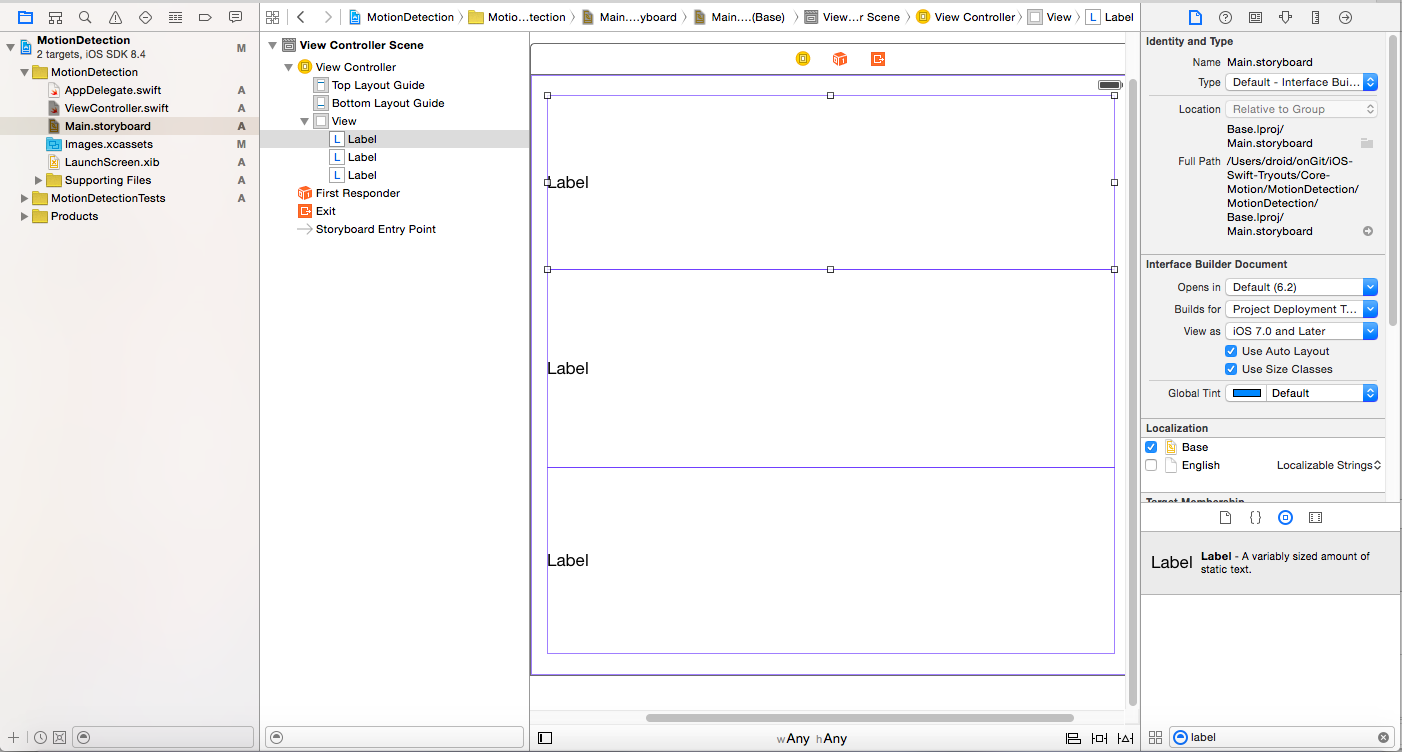 MotionDetection
2 targets, iOS SDK 8.4
M
MotionDetection
AppDelegate.swift
A
ViewController.swift
A
Main.storyboard
A
Images.xcassets
M
LaunchScreen.xib
A
Supporting Files
A
MotionDetectionTests
A
Products
MotionDetection
Motio...tection
Main....yboard
Main....(Base)
View...r Scene
View Controller
View
L Label
View Controller Scene
View Controller
Top Layout Guide
Bottom Layout Guide
View
L Label
L Label
L Label
First Responder
Exit
Storyboard Entry Point
Label
Label
Label
wAny hAny
Identity and Type
Name Main.storyboard
Type Default - Interface Bui...
Location Relative to Group
Base.lproj/
Main.storyboard
Full Path /Users/droid/onGit/iOS-
Swift-Tryouts/Core-
Motion/MotionDetection/
MotionDetection/
Base.lproj/
Main.storyboard
Interface Builder Document
Opens in Default (6.2)
Builds for Project Deployment T...
View as iOS 7.0 and Later
Use Auto Layout
Use Size Classes
Global Tint Default
Localization
Base
English Localizable Strings
Target Membership
{}
Label Label - A variably sized amount of
static text.
label